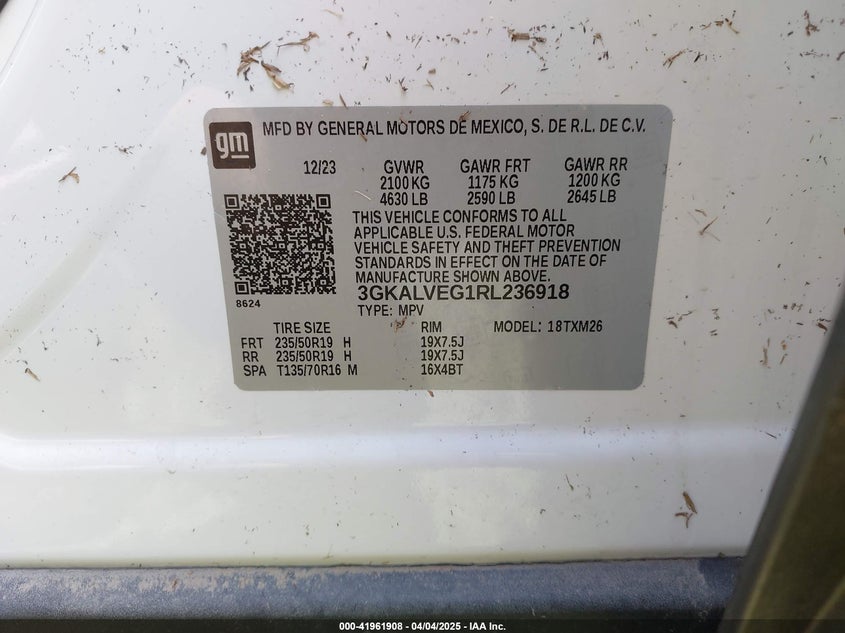 gm MFD BY GENERAL MOTORS DE MEXICO, S. DE R.L. DE C.V.
12/23 GVWR GAWR FRT GAWR RR
2100 KG 1175 KG 1200 KG
4630 LB 2590 LB 2645 LB
THIS VEHICLE CONFORMS TO ALL
APPLICABLE U.S. FEDERAL MOTOR
VEHICLE SAFETY AND THEFT PREVENTION
STANDARDS IN EFFECT ON THE DATE OF
MANUFACTURE SHOWN ABOVE.
8624
3GKALVEG1RL236918
TYPE: MPV
TIRE SIZE RIM MODEL: 18TXM26
FRT 235/50R19 H 19X7.5J
RR 235/50R19 H 19X7.5J
SPA T135/70R16 M 16X4BT
000-41961908 - 04/04/2025 - IAA Inc.